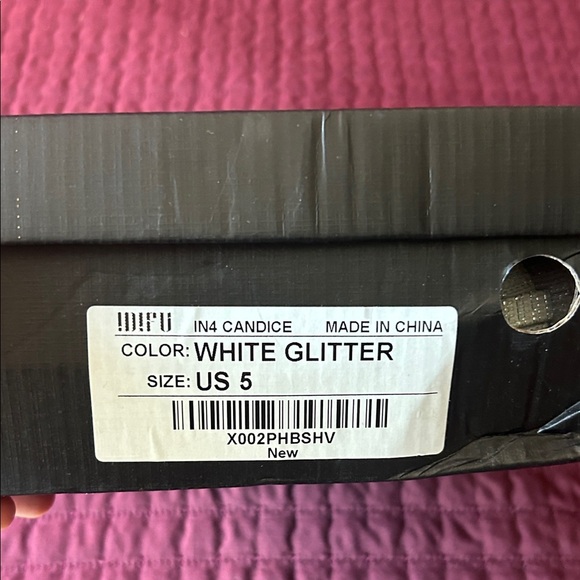 IDIFU IN4 CANDICE MADE IN CHINA
COLOR: WHITE GLITTER
SIZE: US 5
X002PHBSHV
New